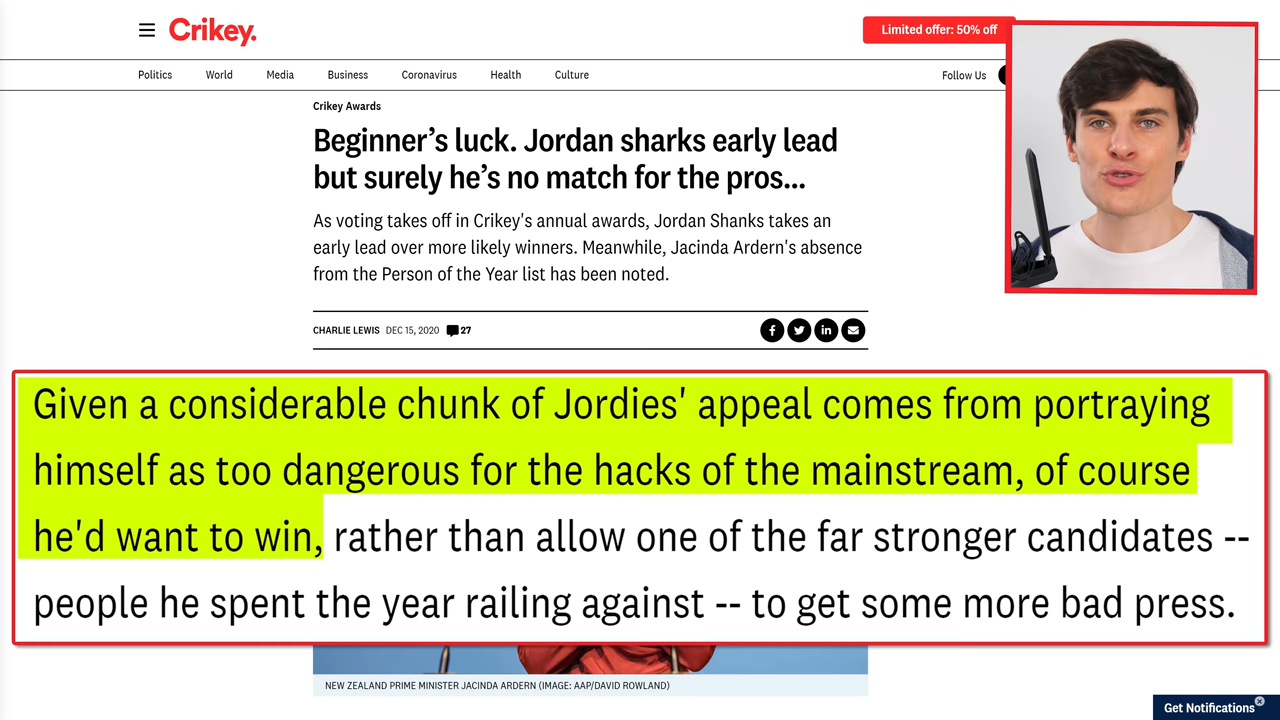 Crikey.
Limited offer: 50% off
Politics World Media Business Coronavirus Health Culture Follow Us
Crikey Awards
Beginner's luck. Jordan sharks early lead
but surely he's no match for the pros...
As voting takes off in Crikey's annual awards, Jordan Shanks takes an
early lead over more likely winners. Meanwhile, Jacinda Ardern's absence
from the Person of the Year list has been noted.
CHARLIE LEWIS DEC 15, 2020 27
Given a considerable chunk of Jordies' appeal comes from portraying
himself as too dangerous for the hacks of the mainstream, of course
he'd want to win, rather than allow one of the far stronger candidates --
people he spent the year railing against -- to get some more bad press.
NEW ZEALAND PRIME MINISTER JACINDA ARDERN (IMAGE: AAP/DAVID ROWLAND)
Get Notifications